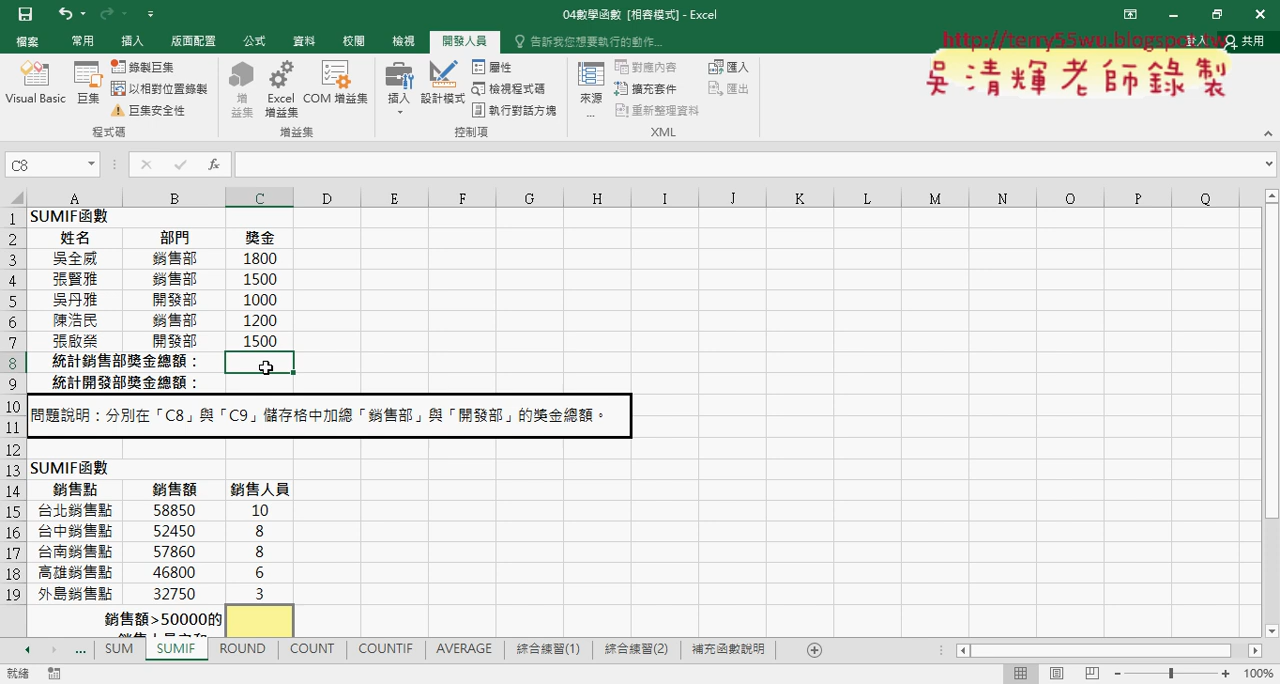 04數學函數 [相容模式] - Excel
檔案 常用 插入 版面配置 公式 資料 校閱 檢視 開發人員 告訴我您想要執行的動作... 登入 共用
http://terry55wu.blogspot.tw
吳清輝老師錄製
Visual Basic 巨集 錄製巨集 以相對位置錄製 巨集安全性 程式碼
增益集 Excel 增益集 COM 增益集 增益集
插入 設計模式 屬性 檢視程式碼 執行對話方塊 控制項
來源... 對應內容 擴充套件 重新整理資料 匯入 匯出 XML
C8 fx
A B C D E F G H I J K L M N O P Q
1 SUMIF函數
2 姓名 部門 獎金
3 吳全威 銷售部 1800
4 張賢雅 銷售部 1500
5 吳丹雅 開發部 1000
6 陳浩民 銷售部 1200
7 張啟榮 開發部 1500
8 統計銷售部獎金總額：
9 統計開發部獎金總額：
10 問題說明：分別在「C8」與「C9」儲存格中加總「銷售部」與「開發部」的獎金總額。
11
12
13 SUMIF函數
14 銷售點 銷售額 銷售人員
15 台北銷售點 58850 10
16 台中銷售點 52450 8
17 台南銷售點 57860 8
18 高雄銷售點 46800 6
19 外島銷售點 32750 3
銷售額>50000的
銷售人員之和
... SUM SUMIF ROUND COUNT COUNTIF AVERAGE 綜合練習(1) 綜合練習(2) 補充函數說明
就緒 100%